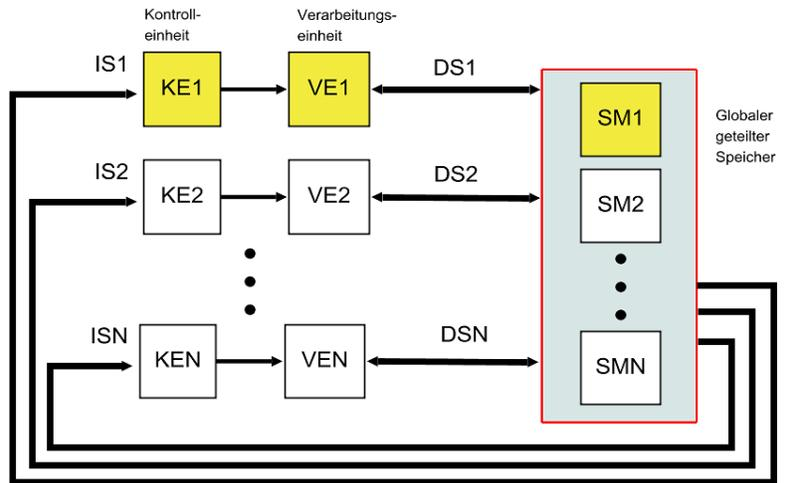 Kontroll-
einheit
Verarbeitungs-
einheit
IS1
KE1
VE1
DS1
SM1
Globaler
geteilter
Speicher
IS2
KE2
VE2
DS2
SM2
ISN
KEN
VEN
DSN
SMN